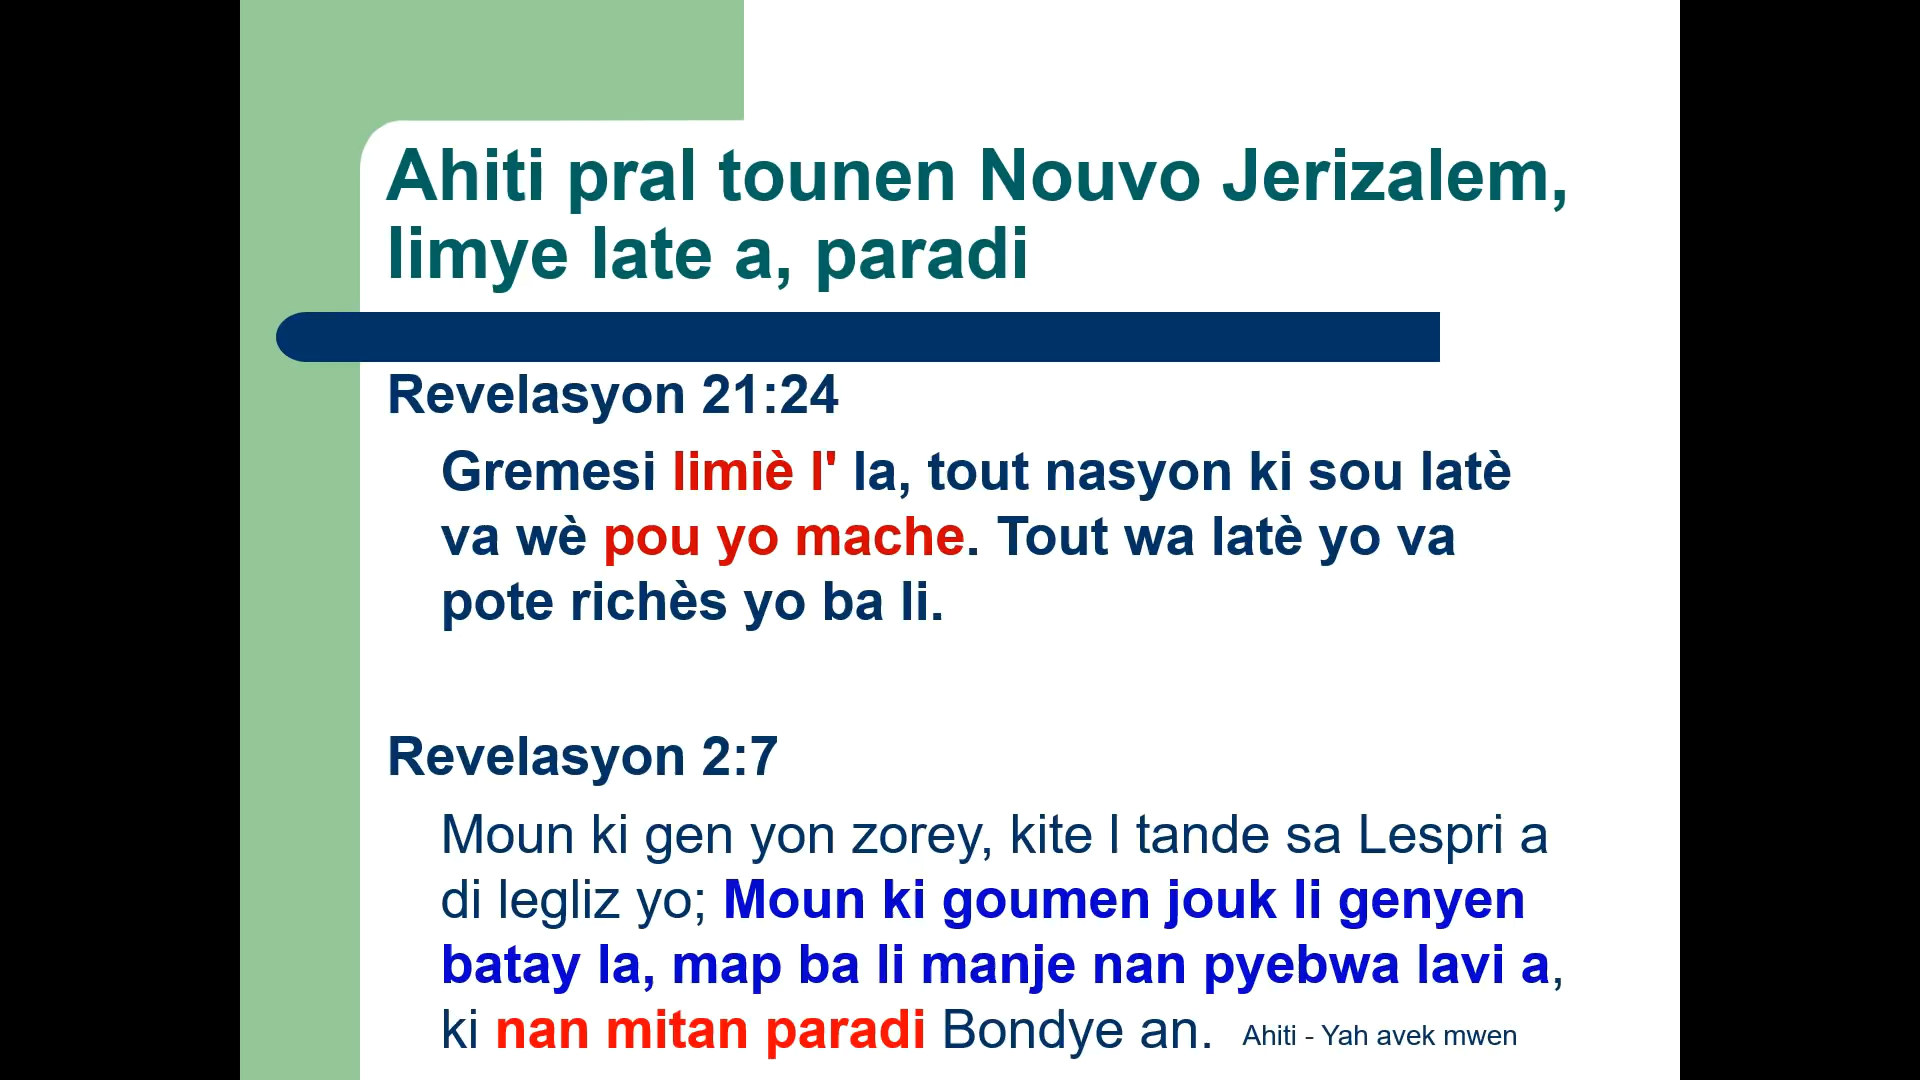 Ahiti pral tounen Nouvo Jerizalem,
limye late a, paradi
Revelasyon 21:24
Gremesi limiè l' la, tout nasyon ki sou latè
va wè pou yo mache. Tout wa latè yo va
pote richès yo ba li.
Revelasyon 2:7
Moun ki gen yon zorey, kite l tande sa Lespri a
di legliz yo; Moun ki goumen jouk li genyen
batay la, map ba li manje nan pyebwa lavi a,
ki nan mitan paradi Bondye an.
Ahiti - Yah avek mwen